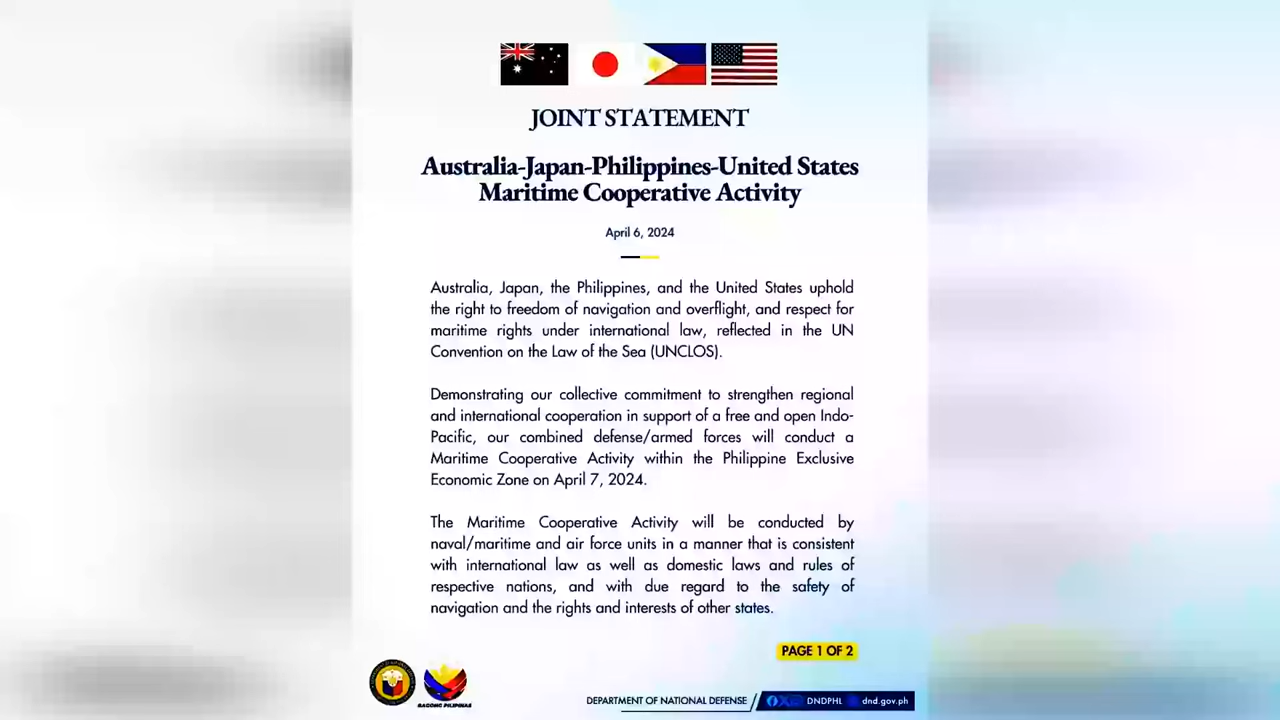 JOINT STATEMENT
Australia-Japan-Philippines-United States
Maritime Cooperative Activity
April 6, 2024
Australia, Japan, the Philippines, and the United States uphold
the right to freedom of navigation and overflight, and respect for
maritime rights under international law, reflected in the UN
Convention on the Law of the Sea (UNCLOS).
Demonstrating our collective commitment to strengthen regional
and international cooperation in support of a free and open Indo-
Pacific, our combined defense/armed forces will conduct a
Maritime Cooperative Activity within the Philippine Exclusive
Economic Zone on April 7, 2024.
The Maritime Cooperative Activity will be conducted by
naval/maritime and air force units in a manner that is consistent
with international law as well as domestic laws and rules of
respective nations, and with due regard to the safety of
navigation and the rights and interests of other states.
PAGE 1 OF 2
BAGONG PILIPINAS
DEPARTMENT OF NATIONAL DEFENSE
DNDPHL
dnd.gov.ph